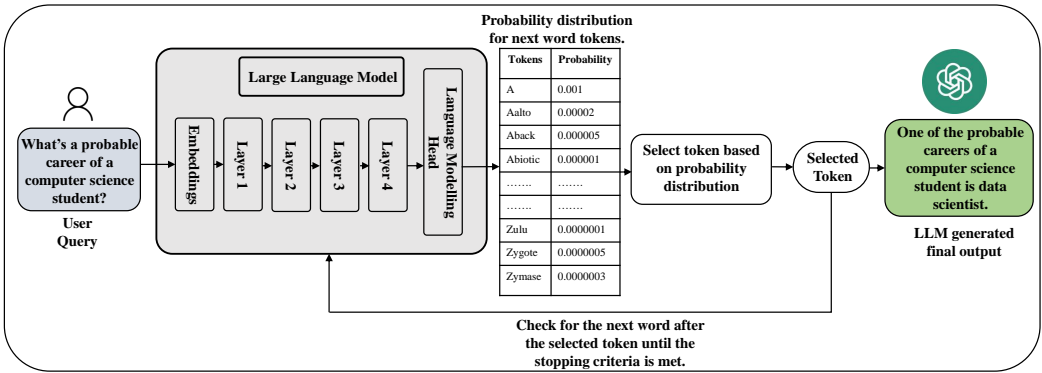 Probability distribution
for next word tokens.
Large Language Model
What's a probable
career of a
computer science
student?
User
Query
Embeddings
Layer 1
Layer 2
Layer 3
Layer 4
Language Modelling
Head
Tokens Probability
A 0.001
Aalto 0.00002
Aback 0.000005
Abiotic 0.000001
....... .......
....... .......
Zulu 0.0000001
Zygote 0.0000005
Zymase 0.0000003
Select token based
on probability
distribution
Selected
Token
One of the probable
careers of a
computer science
student is data
scientist.
LLM generated
final output
Check for the next word after
the selected token until the
stopping criteria is met.